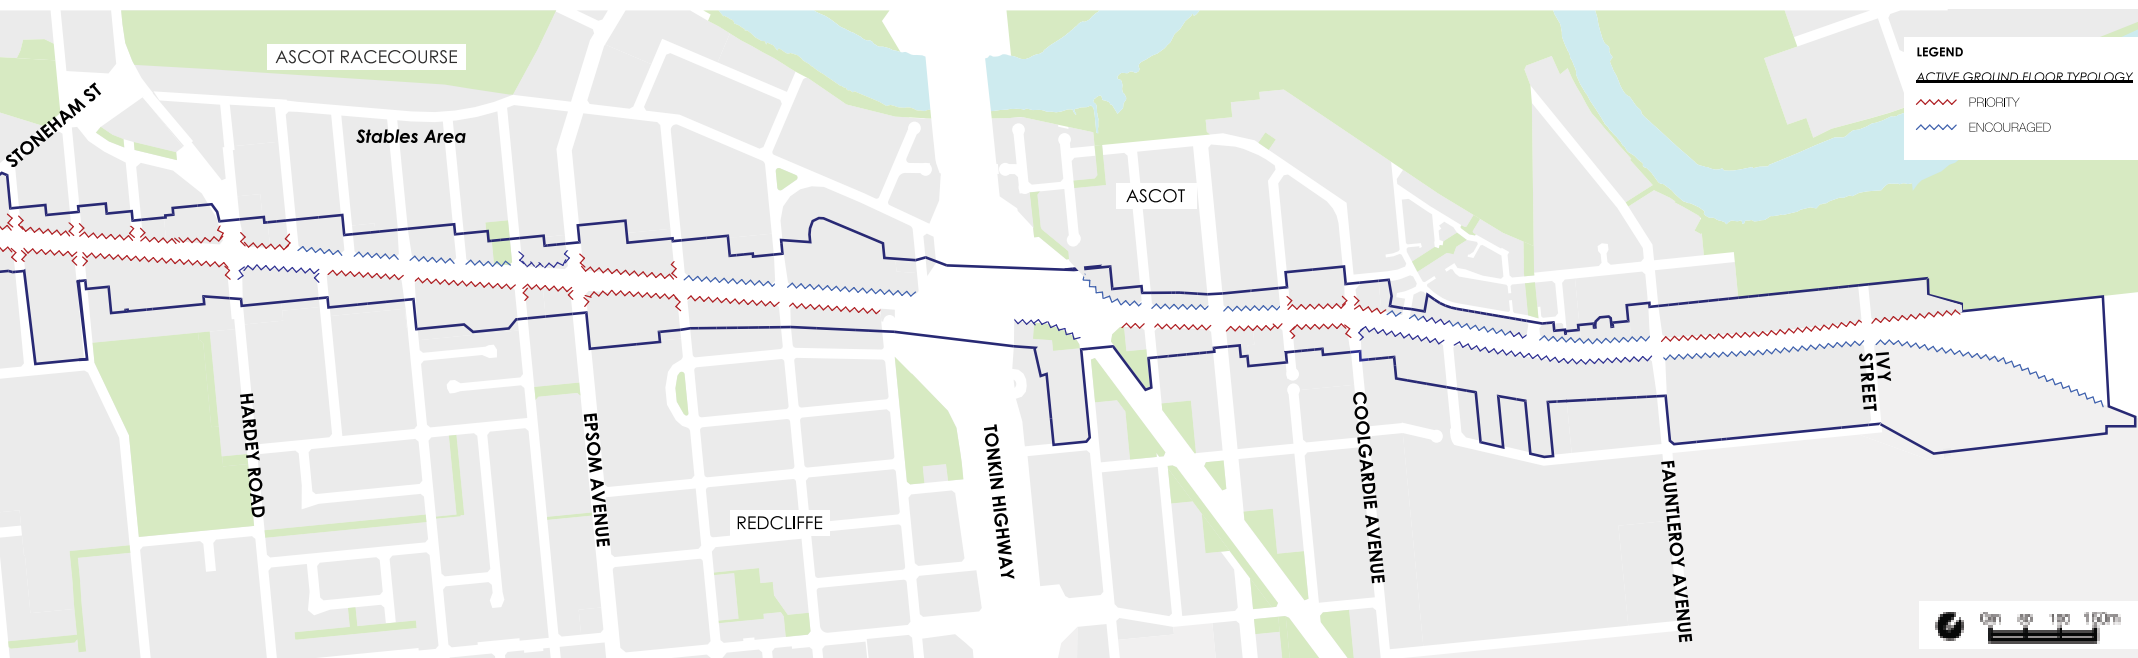 ASCOT RACECOURSE
LEGEND
ACTIVE GROUND FLOOR TYPOLOGY
PRIORITY
ENCOURAGED
STONEHAM ST
Stables Area
ASCOT
HARDEY ROAD
EPSOM AVENUE
TONKIN HIGHWAY
COOLGARDIE AVENUE
FAUNTLEROY AVENUE
IVY
STREET
REDCLIFFE
0m 150m